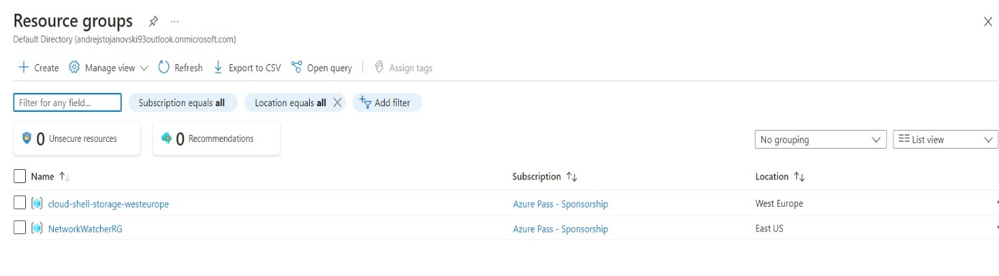 Resource groups
Default Directory (andrejstojanovski93outlook.onmicrosoft.com)
Create Manage view Refresh Export to CSV Open query Assign tags
Filter for any field... Subscription equals all Location equals all Add filter
0 Unsecure resources 0 Recommendations
No grouping List view
Name Subscription Location
cloud-shell-storage-westeurope Azure Pass - Sponsorship West Europe
NetworkWatcherRG Azure Pass - Sponsorship East US